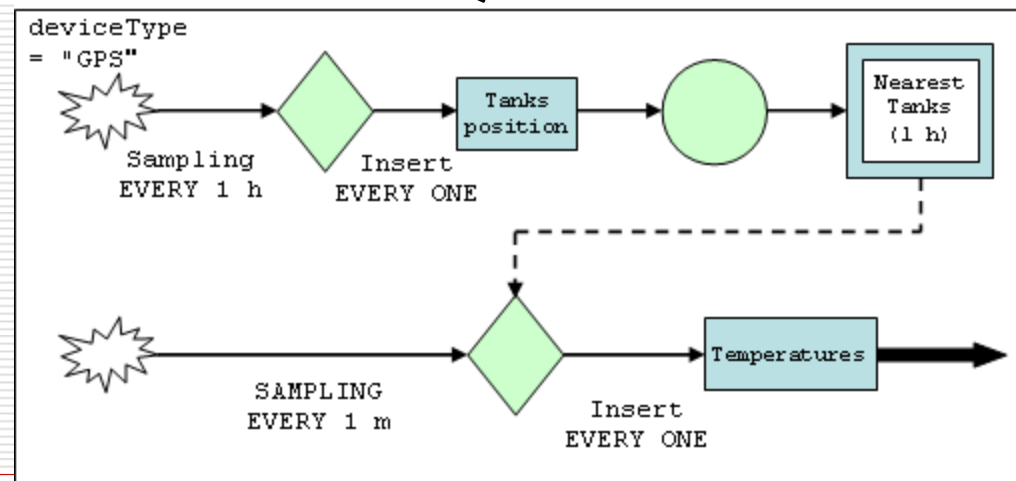 deviceType
= "GPS"
Sampling
EVERY 1 h
Insert
EVERY ONE
Tanks
position
Nearest
Tanks
(1 h)
SAMPLING
EVERY 1 m
Insert
EVERY ONE
Temperatures